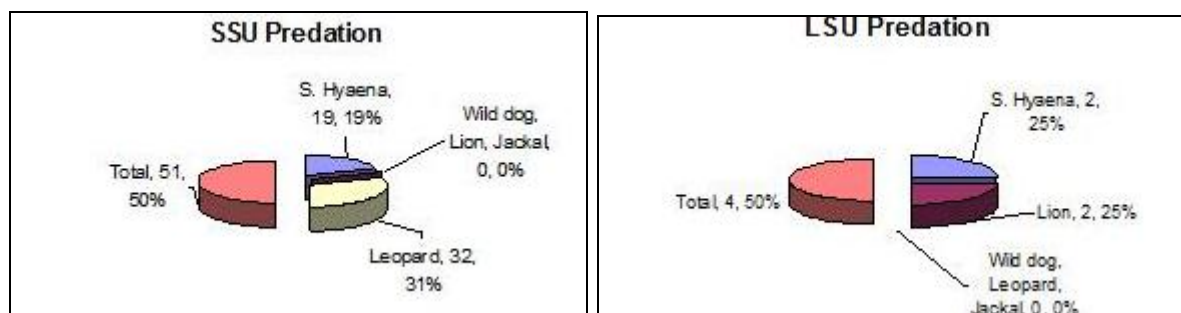 SSU Predation
S. Hyaena,
19, 19%
Wild dog,
Lion, Jackal,
0, 0%
Total, 51,
50%
Leopard, 32,
31%
LSU Predation
S. Hyaena, 2,
25%
Total, 4, 50%
Lion, 2, 25%
Wild dog,
Leopard,
Jackal, 0, 0%